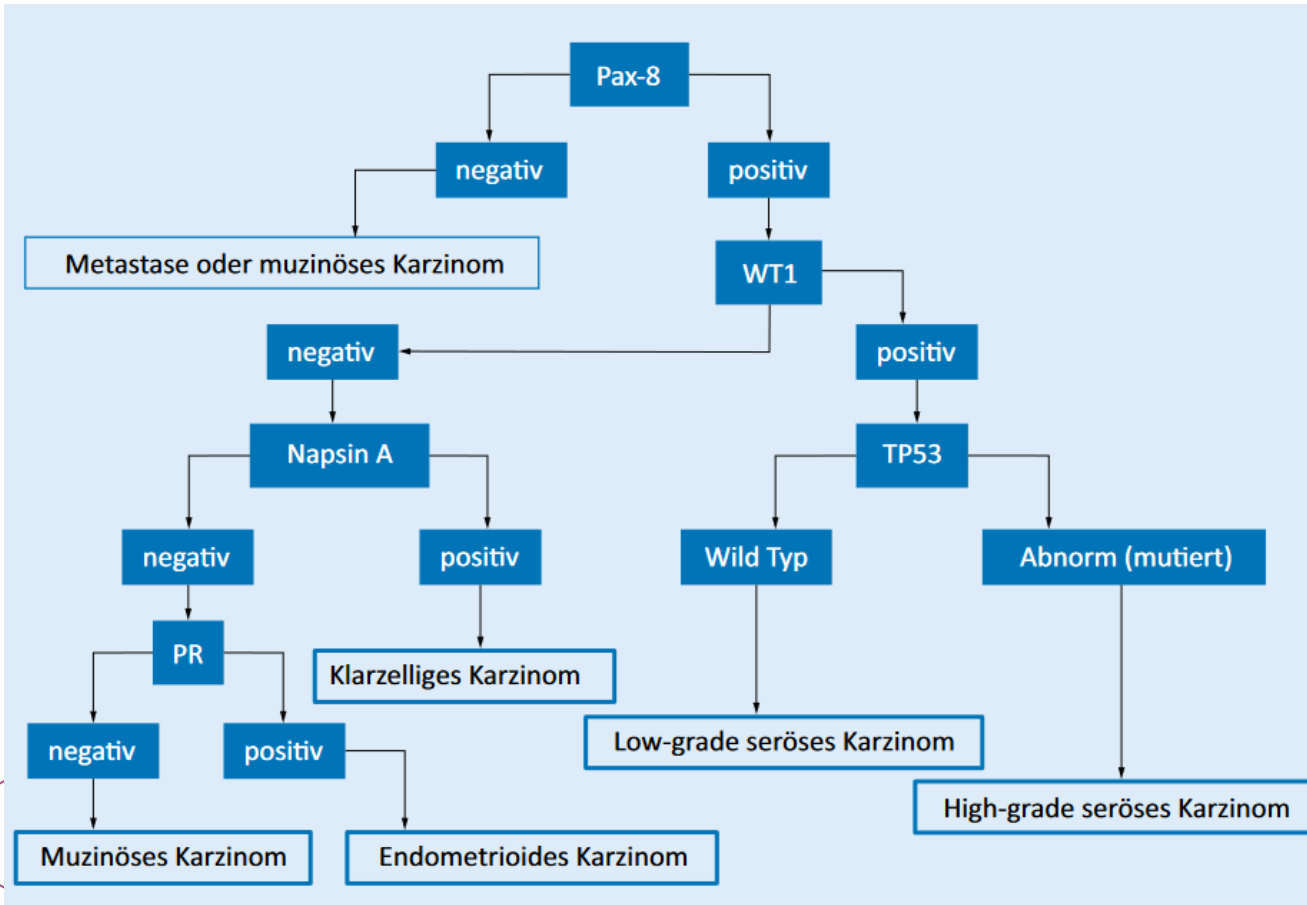 Pax-8
negativ
positiv
Metastase oder muzinöses Karzinom
WT1
negativ
positiv
Napsin A
TP53
negativ
positiv
Wild Typ
Abnorm (mutiert)
PR
Klarzelliges Karzinom
negativ
positiv
Low-grade seröses Karzinom
High-grade seröses Karzinom
Muzinöses Karzinom
Endometrioides Karzinom